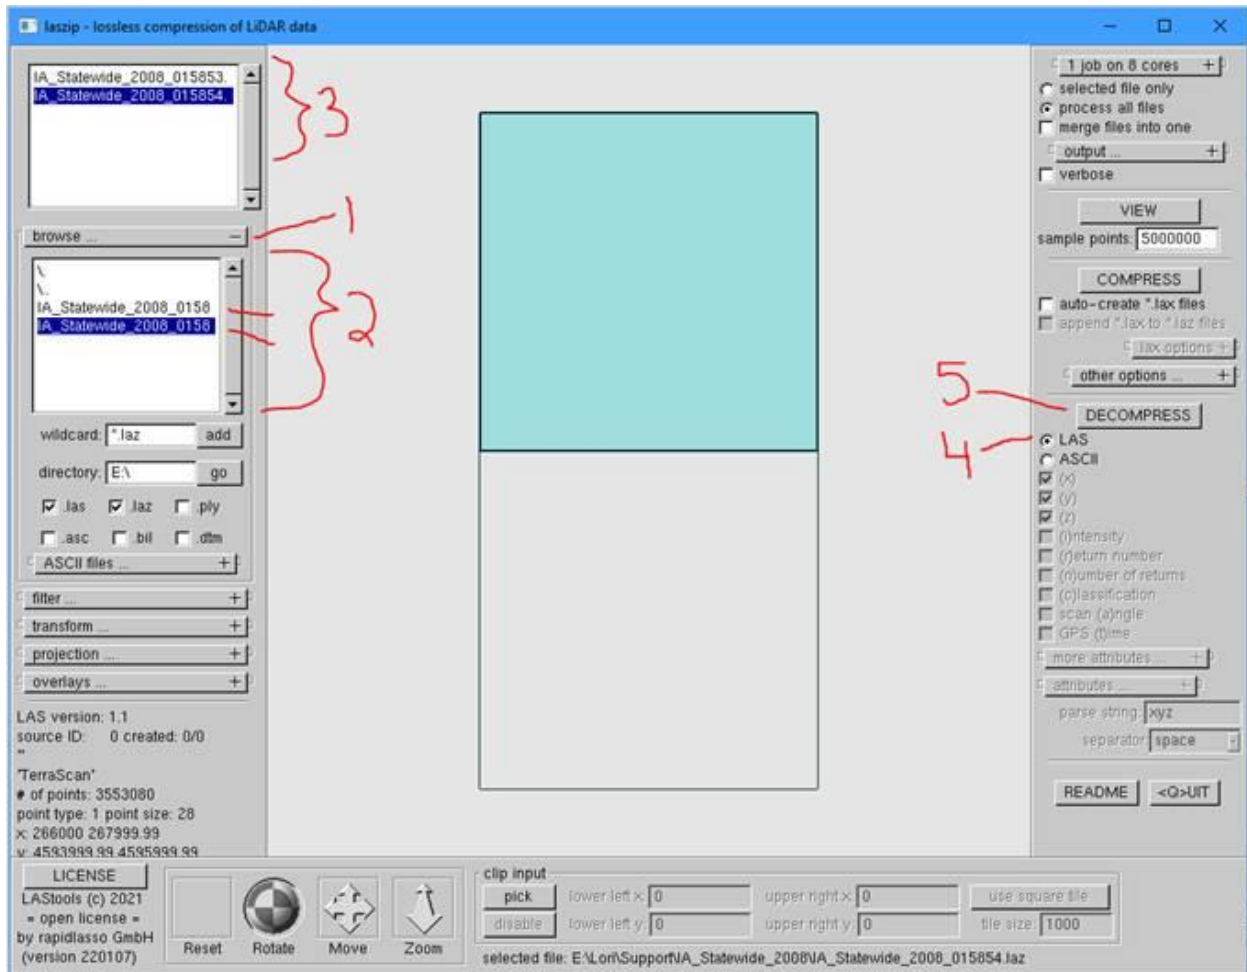 laszip - lossless compression of LiDAR data
IA_Statewide_2008_015853.
IA_Statewide_2008_015854.
3
browse ...
1
\.
\..
IA_Statewide_2008_0158
IA_Statewide_2008_0158
2
wildcard: *.laz add
directory: E:\ go
.las .laz .ply
.asc .bil .dtm
ASCII files ... +
filter ... +
transform ... +
projection ... +
overlays ... +
LAS version: 1.1
source ID: 0 created: 0/0
''
'TerraScan'
# of points: 3553080
point type: 1 point size: 28
x: 266000 267999.99
y: 4593999.99 4595999.99
1 job on 8 cores +
selected file only
process all files
merge files into one
output ... +
verbose
VIEW
sample points: 5000000
COMPRESS
auto-create *.lax files
append *.lax to *.laz files
lax options +
other options ... +
5
DECOMPRESS
4
LAS
ASCII
(x)
(y)
(z)
(i)ntensity
(r)eturn number
(n)umber of returns
(c)lassification
scan (a)ngle
GPS (t)ime
more attributes ... +
attributes ... +
parse string: xyz
separator: space
README <Q>UIT
LICENSE
LAStools (c) 2021
= open license =
by rapidlasso GmbH
(version 220107)
Reset Rotate Move Zoom
clip input
pick lower left x: 0 upper right x: 0 use square tile
disable lower left y: 0 upper right y: 0 tile size: 1000
selected file: E:\Lori\Support\IA_Statewide_2008\IA_Statewide_2008_015854.laz